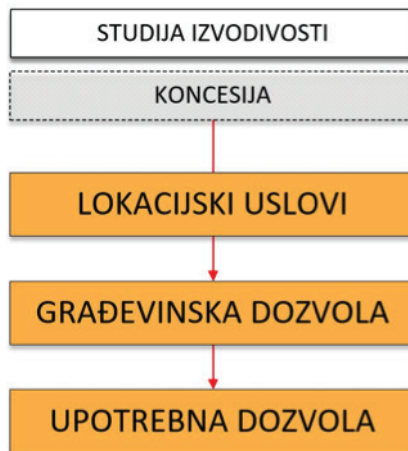 STUDIJA IZVODIVOSTI
KONCESIJA
LOKACIJSKI USLOVI
GRAĐEVINSKA DOZVOLA
UPOTREBNA DOZVOLA